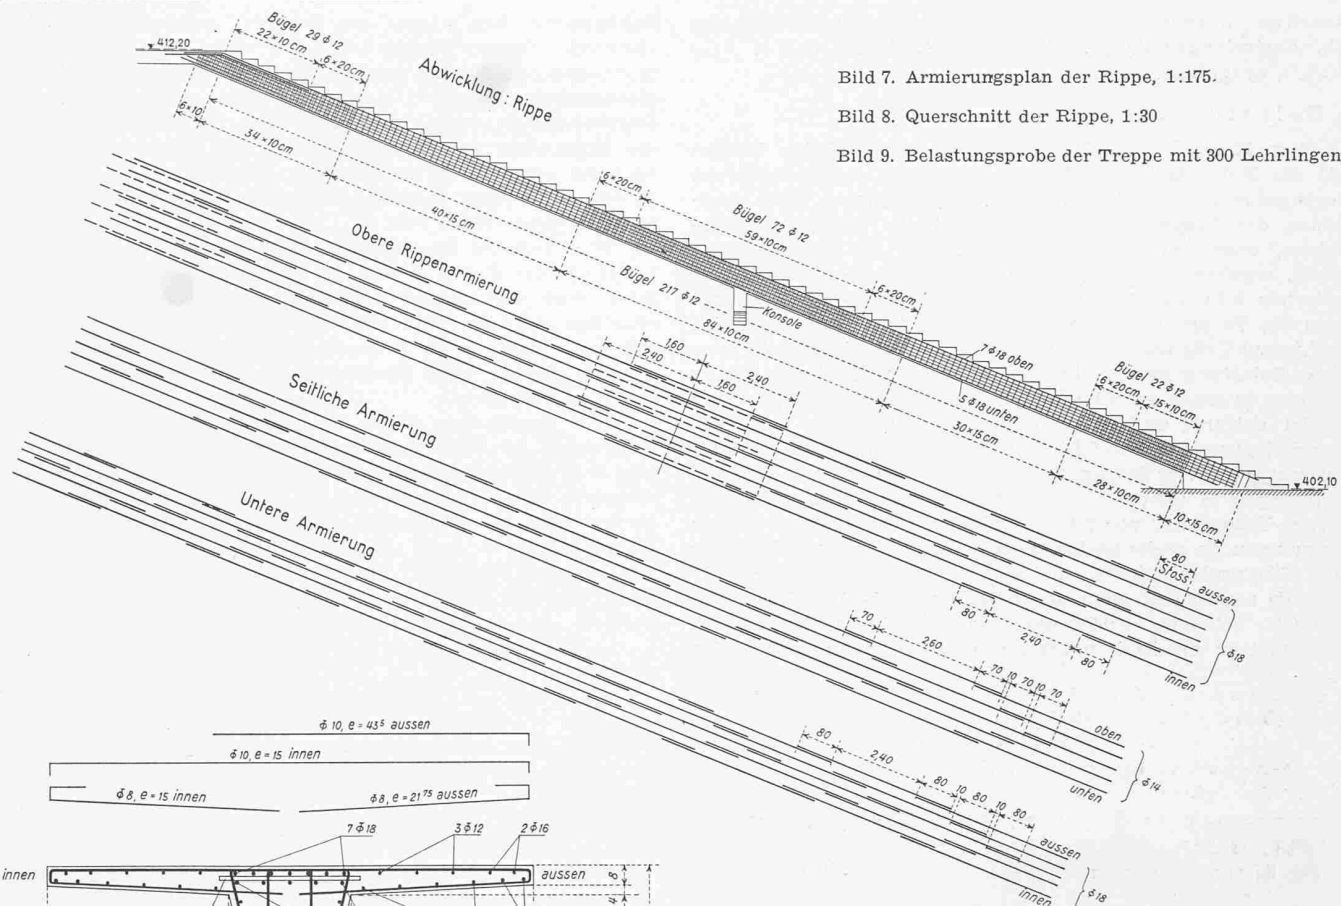 Bild 7. Armierungsplan der Rippe, 1:175.
Bild 8. Querschnitt der Rippe, 1:30
Bild 9. Belastungsprobe der Treppe mit 300 Lehrlingen
412,20
Bügel 29 ϕ 12
22×10 cm
6×20cm
Abwicklung : Rippe
6×10
34×10cm
40×15cm
6×20cm
Bügel 72 ϕ 12
59×10cm
6×20cm
Bügel 217 ϕ 12
84×10cm
Konsole
7 ϕ 18 oben
5 ϕ 18 unten
30×15cm
Bügel 22 ϕ 12
6×20cm
15×10cm
28×10cm
10×15cm
402,10
Obere Rippenarmierung
1,60
2,40
2,40
1,60
80
Stoss
aussen
80
2,40
80
innen
ϕ 18
Seitliche Armierung
70
2,60
70
10
70
10
70
oben
unten
ϕ 14
Untere Armierung
80
2,40
80
10
80
10
80
aussen
innen
ϕ 18
ϕ 10, e = 43⁵ aussen
ϕ 10, e = 15 innen
ϕ 8, e = 15 innen
ϕ 8, e = 21⁷⁵ aussen
7 ϕ 18
3 ϕ 12
2 ϕ 16
innen
aussen
8
4